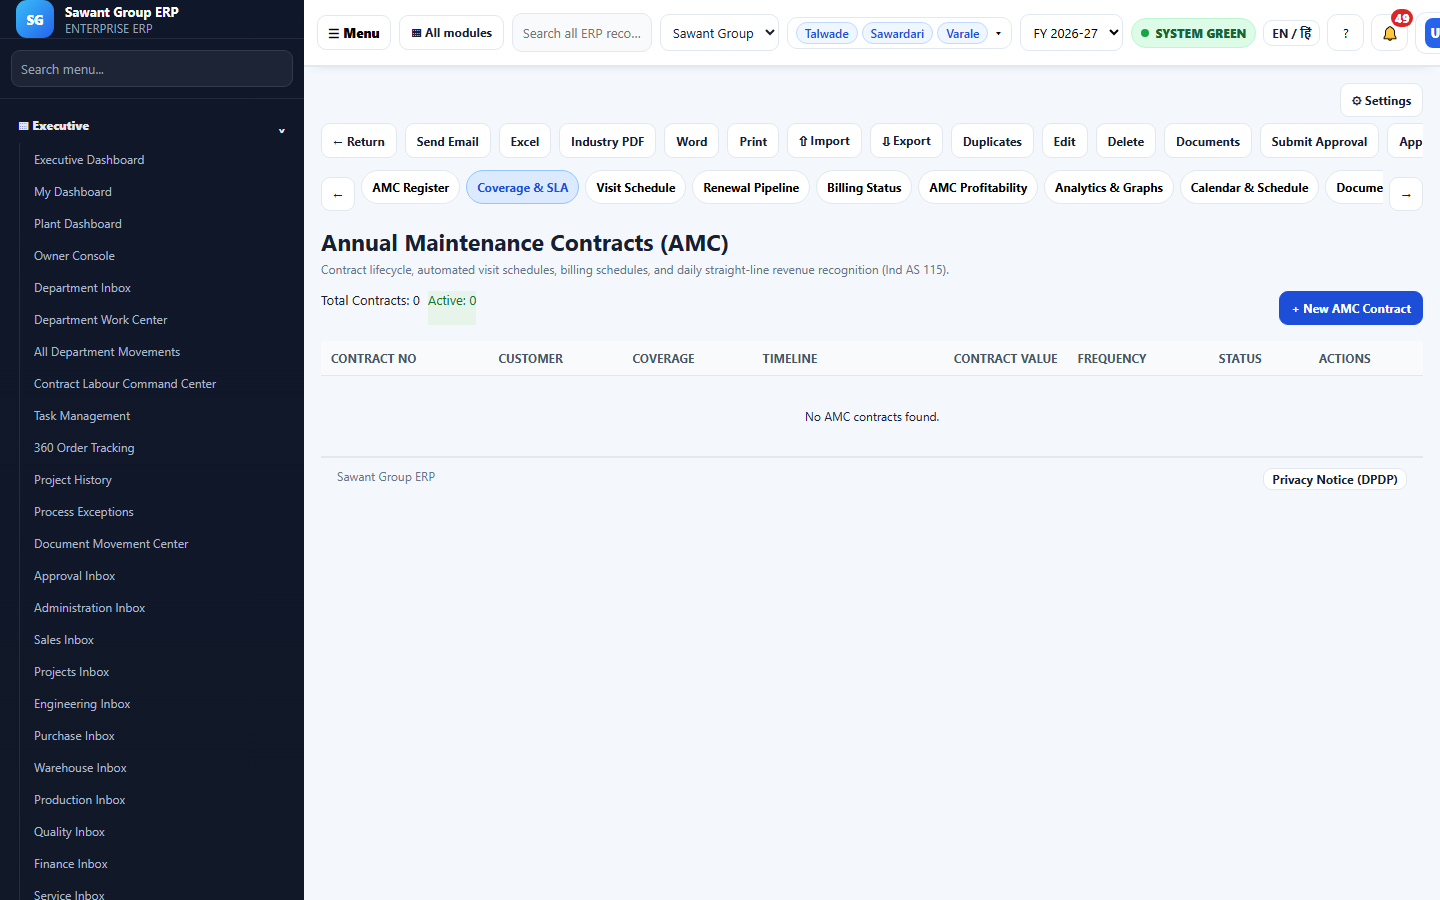 SG
Sawant Group ERP
ENTERPRISE ERP
Search menu...
Executive
Executive Dashboard
My Dashboard
Plant Dashboard
Owner Console
Department Inbox
Department Work Center
All Department Movements
Contract Labour Command Center
Task Management
360 Order Tracking
Project History
Process Exceptions
Document Movement Center
Approval Inbox
Administration Inbox
Sales Inbox
Projects Inbox
Engineering Inbox
Purchase Inbox
Warehouse Inbox
Production Inbox
Quality Inbox
Finance Inbox
Service Inbox
☰ Menu All modules Search all ERP reco... Sawant Group Talwade Sawardari Varale FY 2026-27 SYSTEM GREEN EN / हिं ? 49 U
⚙ Settings
← Return Send Email Excel Industry PDF Word Print ⇧ Import ⇩ Export Duplicates Edit Delete Documents Submit Approval App
← AMC Register Coverage & SLA Visit Schedule Renewal Pipeline Billing Status AMC Profitability Analytics & Graphs Calendar & Schedule Docume →
Annual Maintenance Contracts (AMC)
Contract lifecycle, automated visit schedules, billing schedules, and daily straight-line revenue recognition (Ind AS 115).
Total Contracts: 0 Active: 0 + New AMC Contract
CONTRACT NO CUSTOMER COVERAGE TIMELINE CONTRACT VALUE FREQUENCY STATUS ACTIONS
No AMC contracts found.
Sawant Group ERP Privacy Notice (DPDP)